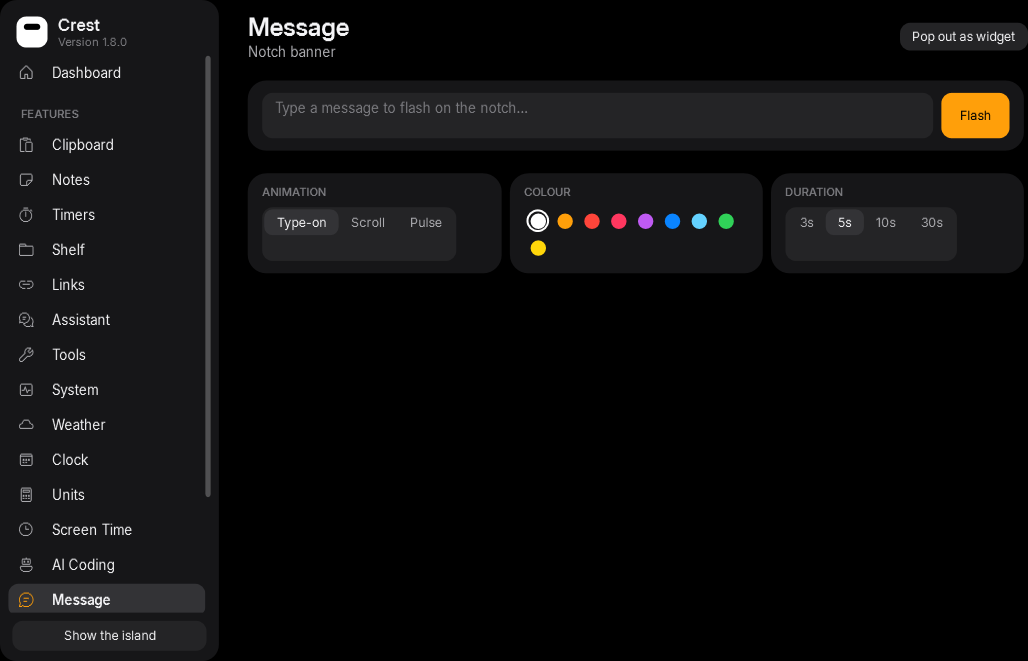 Crest
Version 1.8.0
Dashboard
FEATURES
Clipboard
Notes
Timers
Shelf
Links
Assistant
Tools
System
Weather
Clock
Units
Screen Time
AI Coding
Message
Show the island
Message
Notch banner
Pop out as widget
Type a message to flash on the notch...
Flash
ANIMATION
Type-on Scroll Pulse
COLOUR
DURATION
3s 5s 10s 30s